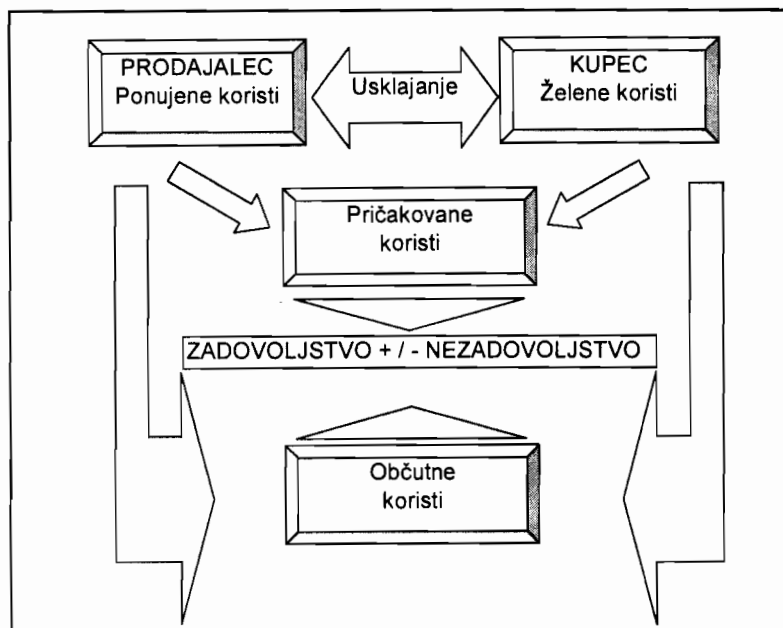 PRODAJALEC
Ponujene koristi
Usklajanje
KUPEC
Želene koristi
Pričakovane
koristi
ZADOVOLJSTVO + / - NEZADOVOLJSTVO
Občutne
koristi